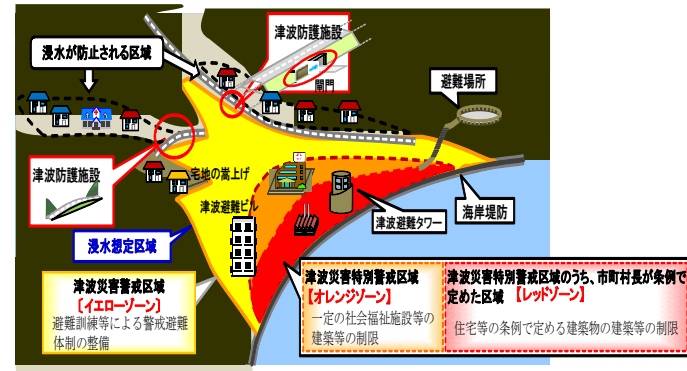 津波防護施設
閘門
浸水が防止される区域
避難場所
津波防護施設
宅地の嵩上げ
津波避難ビル
津波避難タワー
海岸堤防
浸水想定区域
津波災害警戒区域
［イエローゾーン］
避難訓練等による警戒避難
体制の整備
津波災害特別警戒区域
【オレンジゾーン】
一定の社会福祉施設等の
建築等の制限
津波災害特別警戒区域のうち、市町村長が条例で
定めた区域 【レッドゾーン】
住宅等の条例で定める建築物の建築等の制限